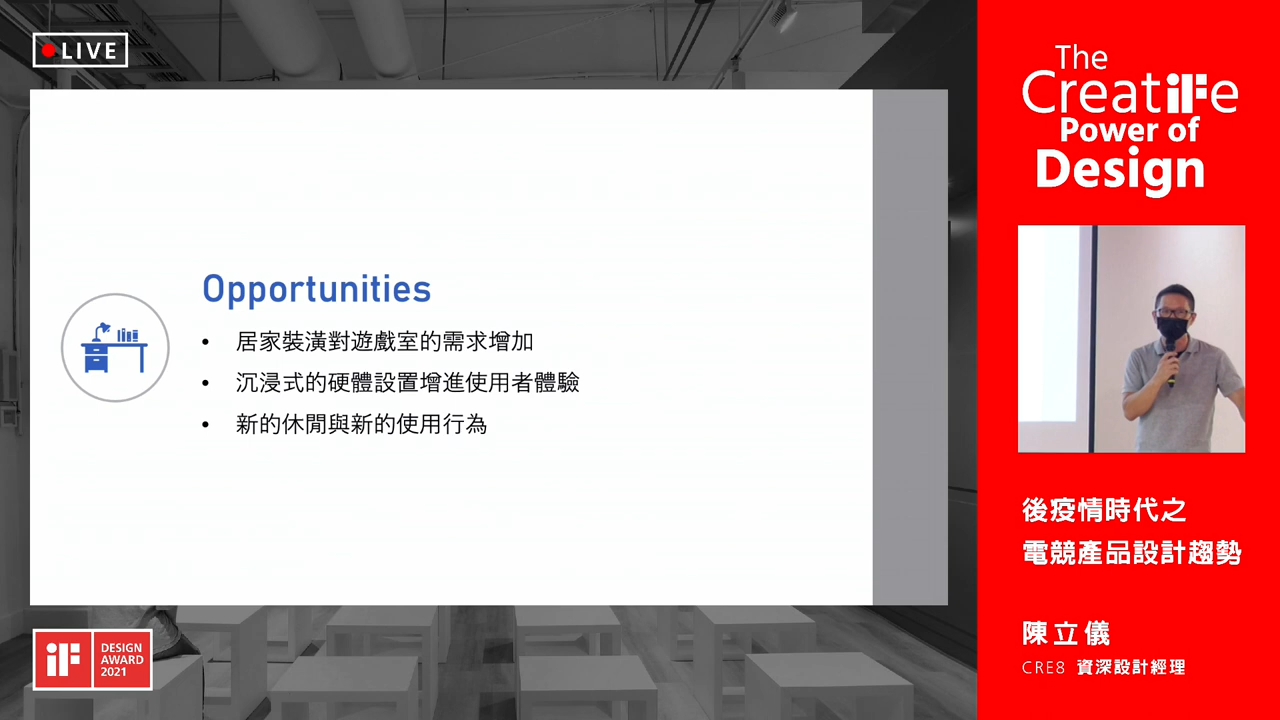 LIVE
Opportunities
• 居家裝潢對遊戲室的需求增加
• 沉浸式的硬體設置增進使用者體驗
• 新的休閒與新的使用行為
iF
DESIGN
AWARD
2021
The
Creatife
Power of
Design
後疫情時代之
電競產品設計趨勢
陳立儀
CRE8 資深設計經理